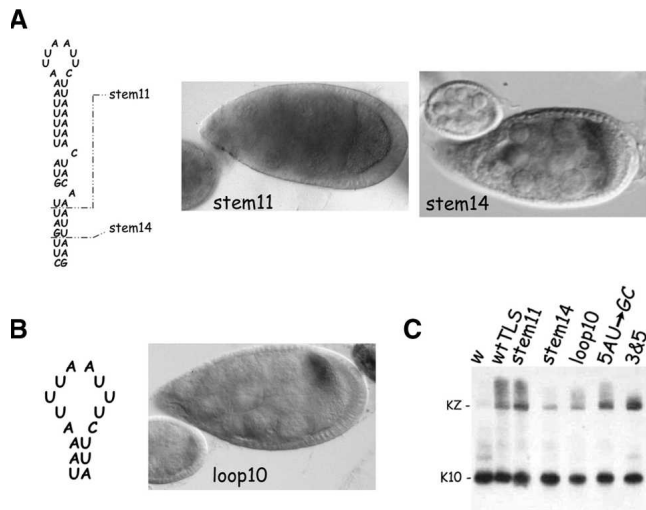 A
A A
U U
U U
A C
AU
AU
UA
UA
UA
UA
UA
C
AU
UA
GC
A
UA
UA
AU
GU
UA
UA
CG
stem11
stem14
stem11
stem14
B
A A
U U
U U
U U
A C
AU
AU
UA
loop10
C
w wtTLS stem11 stem14 loop10 5AU→GC 3&5
KZ -
K10 -